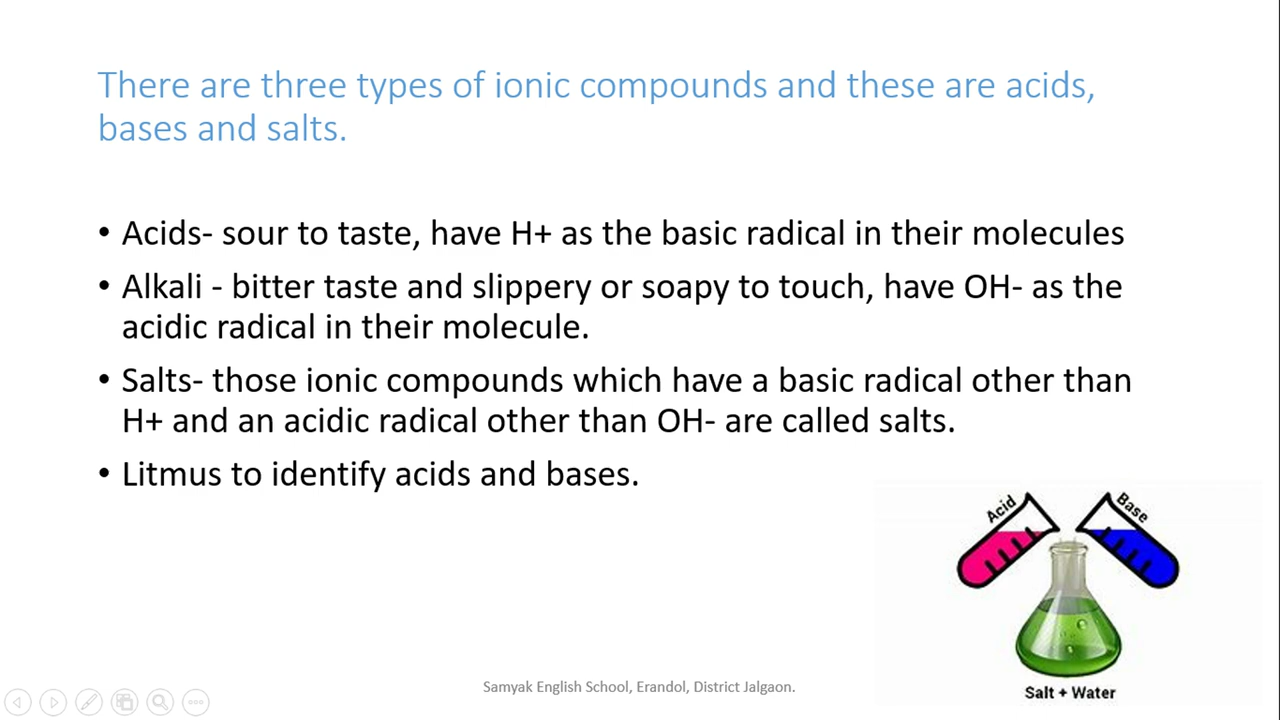 There are three types of ionic compounds and these are acids,
bases and salts.
• Acids- sour to taste, have H+ as the basic radical in their molecules
• Alkali - bitter taste and slippery or soapy to touch, have OH- as the
acidic radical in their molecule.
• Salts- those ionic compounds which have a basic radical other than
H+ and an acidic radical other than OH- are called salts.
• Litmus to identify acids and bases.
Acid
Base
Salt + Water
Samyak English School, Erandol, District Jalgaon.